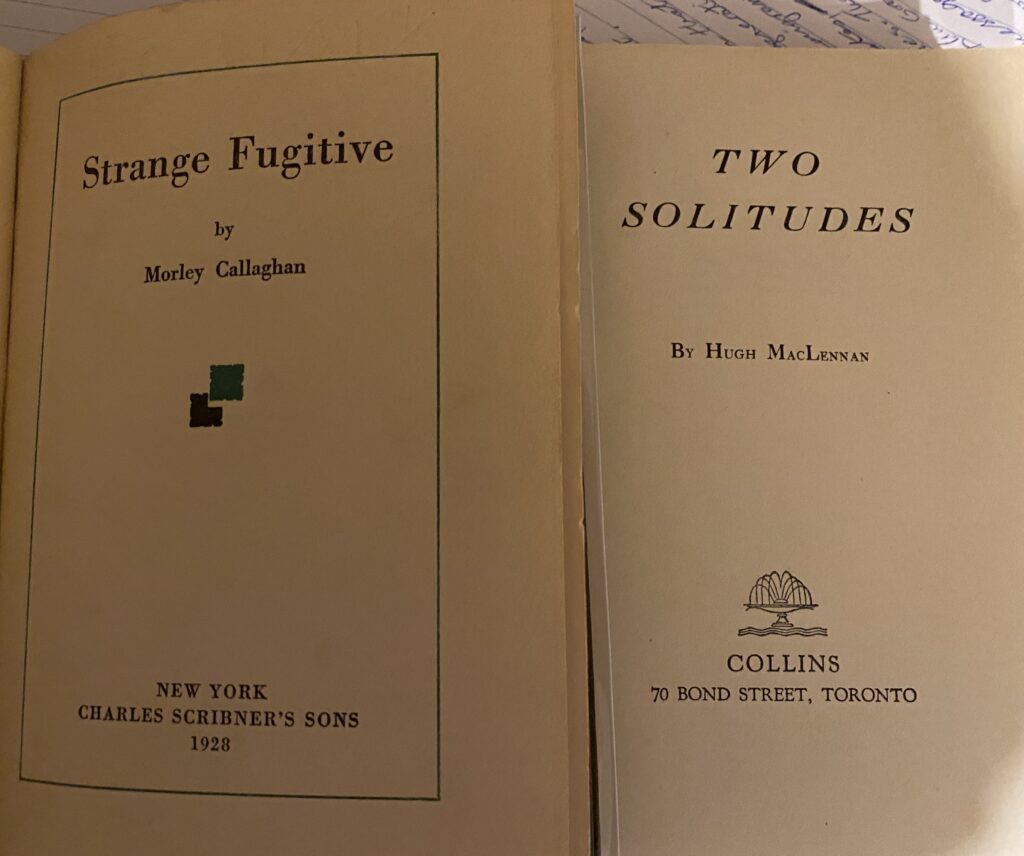 Strange Fugitive
by
Morley Callaghan
NEW YORK
CHARLES SCRIBNER'S SONS
1928
TWO
SOLITUDES
BY HUGH MACLENNAN
COLLINS
70 BOND STREET, TORONTO